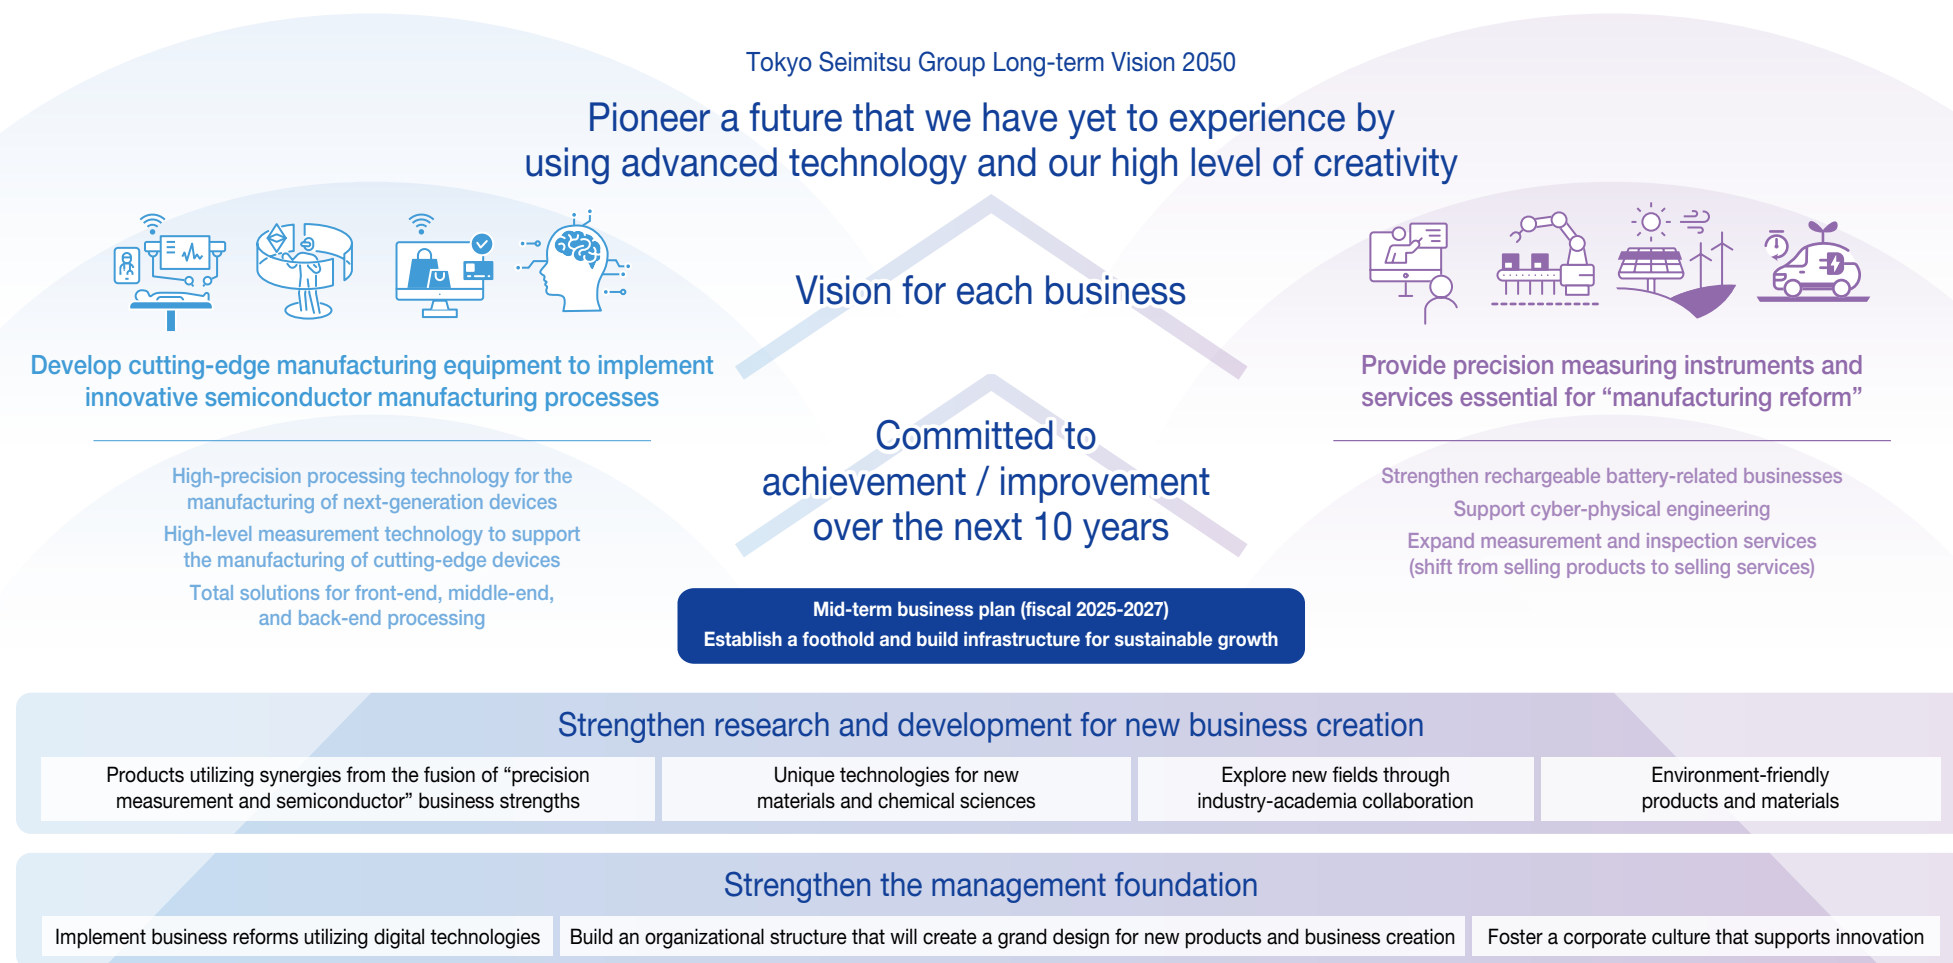 Tokyo Seimitsu Group Long-term Vision 2050
Pioneer a future that we have yet to experience by
using advanced technology and our high level of creativity
Vision for each business
Develop cutting-edge manufacturing equipment to implement
innovative semiconductor manufacturing processes
High-precision processing technology for the
manufacturing of next-generation devices
High-level measurement technology to support
the manufacturing of cutting-edge devices
Total solutions for front-end, middle-end,
and back-end processing
Committed to
achievement / improvement
over the next 10 years
Provide precision measuring instruments and
services essential for “manufacturing reform”
Strengthen rechargeable battery-related businesses
Support cyber-physical engineering
Expand measurement and inspection services
(shift from selling products to selling services)
Mid-term business plan (fiscal 2025-2027)
Establish a foothold and build infrastructure for sustainable growth
Strengthen research and development for new business creation
Products utilizing synergies from the fusion of “precision
measurement and semiconductor” business strengths
Unique technologies for new
materials and chemical sciences
Explore new fields through
industry-academia collaboration
Environment-friendly
products and materials
Strengthen the management foundation
Implement business reforms utilizing digital technologies
Build an organizational structure that will create a grand design for new products and business creation
Foster a corporate culture that supports innovation